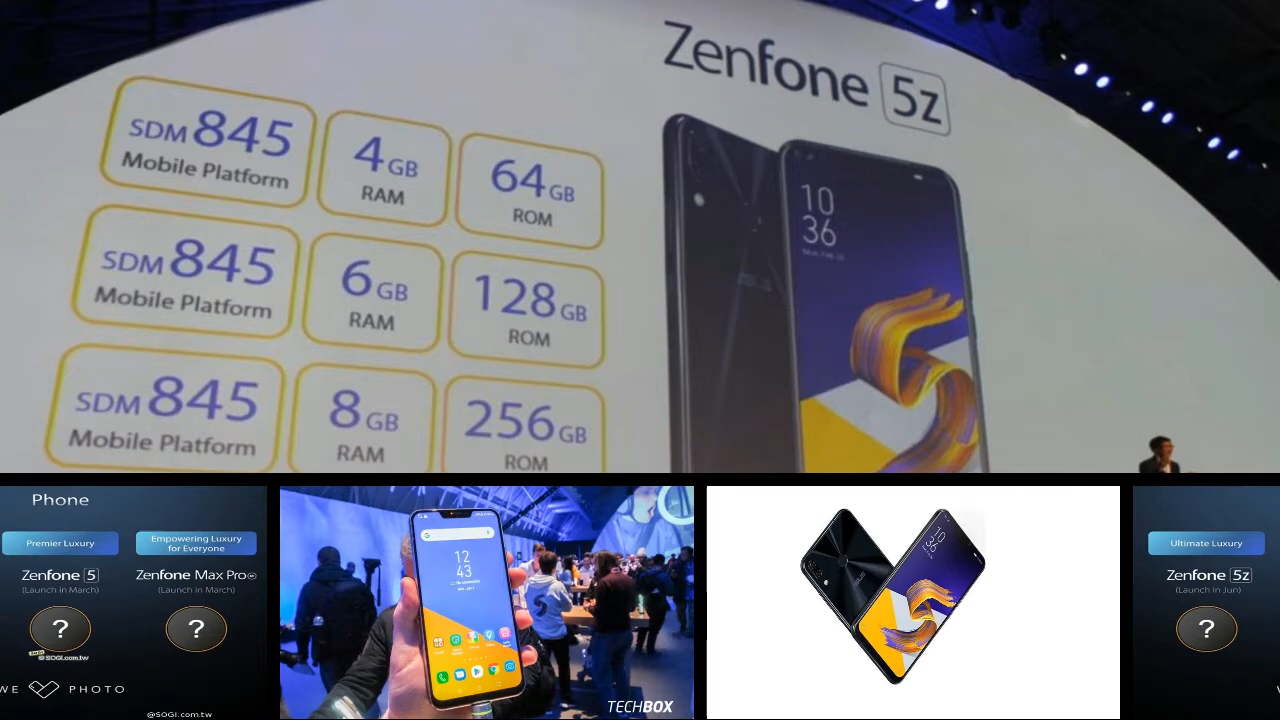 Zenfone 5z
SDM 845
Mobile Platform
4 GB
RAM
64 GB
ROM
SDM 845
Mobile Platform
6 GB
RAM
128 GB
ROM
SDM 845
Mobile Platform
8 GB
RAM
256 GB
ROM
10
36
Phone
Premier Luxury
Empowering Luxury
for Everyone
Zenfone 5
(Launch in March)
Zenfone Max Pro
(Launch in March)
?
?
@SOGI.com.tw
WE PHOTO
@SOGI.com.tw
12
43
TECHBOX
10
36
Ultimate Luxury
Zenfone 5z
(Launch in Jun)
?